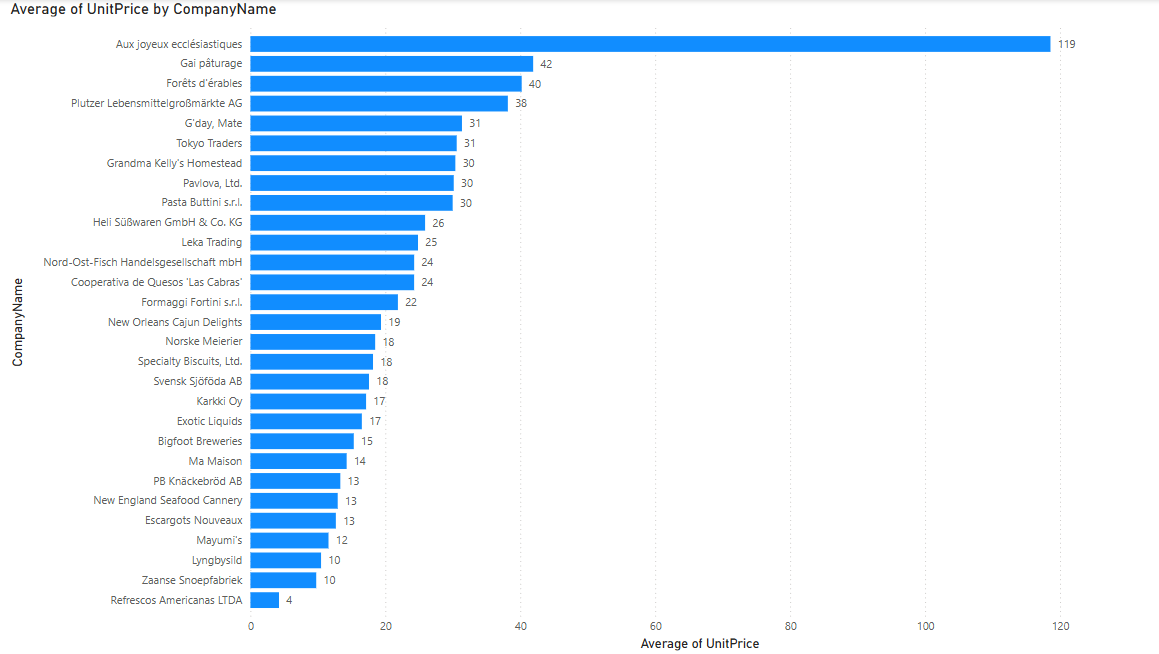 Average of UnitPrice by CompanyName
Aux joyeux ecclésiastiques 119
Gai pâturage 42
Forêts d'érables 40
Plutzer Lebensmittelgroßmärkte AG 38
G'day, Mate 31
Tokyo Traders 31
Grandma Kelly's Homestead 30
Pavlova, Ltd. 30
Pasta Buttini s.r.l. 30
Heli Süßwaren GmbH & Co. KG 26
Leka Trading 25
Nord-Ost-Fisch Handelsgesellschaft mbH 24
Cooperativa de Quesos 'Las Cabras' 24
Formaggi Fortini s.r.l. 22
New Orleans Cajun Delights 19
Norske Meierier 18
Specialty Biscuits, Ltd. 18
Svensk Sjöföda AB 18
Karkki Oy 17
Exotic Liquids 17
Bigfoot Breweries 15
Ma Maison 14
PB Knäckebröd AB 13
New England Seafood Cannery 13
Escargots Nouveaux 13
Mayumi's 12
Lyngbysild 10
Zaanse Snoepfabriek 10
Refrescos Americanas LTDA 4
CompanyName
0 20 40 60 80 100 120
Average of UnitPrice